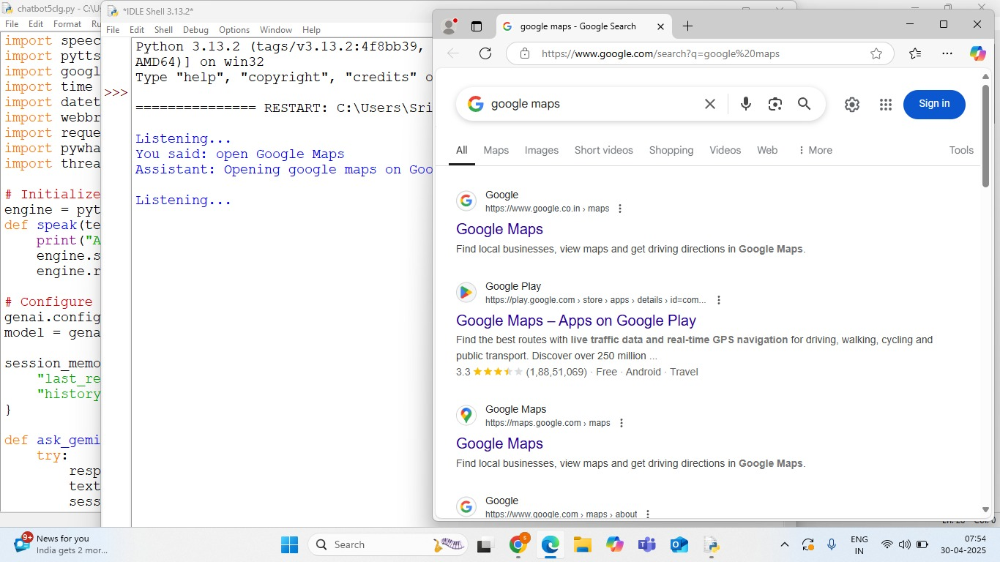 chatbot5clg.py - C:\U
File Edit Format Ru
import speec
import pytts
import googl
import time
import datet
import webbr
import reque
import pywha
import threa
# Initialize
engine = pyt
def speak(te
print("A
engine.s
engine.r
# Configure
genai.config
model = gena
session_memo
"last_re
"history
}
def ask_gemi
try:
resp
text
sess
*IDLE Shell 3.13.2*
File Edit Shell Debug Options Window Help
Python 3.13.2 (tags/v3.13.2:4f8bb39,
AMD64)] on win32
Type "help", "copyright", "credits" o
>>>
=============== RESTART: C:\Users\Sri
Listening...
You said: open Google Maps
Assistant: Opening google maps on Goo
Listening...
google maps - Google Search
https://www.google.com/search?q=google%20maps
google maps
Sign in
All Maps Images Short videos Shopping Videos Web More Tools
Google
https://www.google.co.in › maps
Google Maps
Find local businesses, view maps and get driving directions in Google Maps.
Google Play
https://play.google.com › store › apps › details › id=com...
Google Maps – Apps on Google Play
Find the best routes with live traffic data and real-time GPS navigation for driving, walking, cycling and
public transport. Discover over 250 million ...
3.3 (1,88,51,069) · Free · Android · Travel
Google Maps
https://maps.google.com › maps
Google Maps
Find local businesses, view maps and get driving directions in Google Maps.
Google
https://www.google.com › maps › about
9+
News for you
India gets 2 mor...
Search
ENG
IN
07:54
30-04-2025